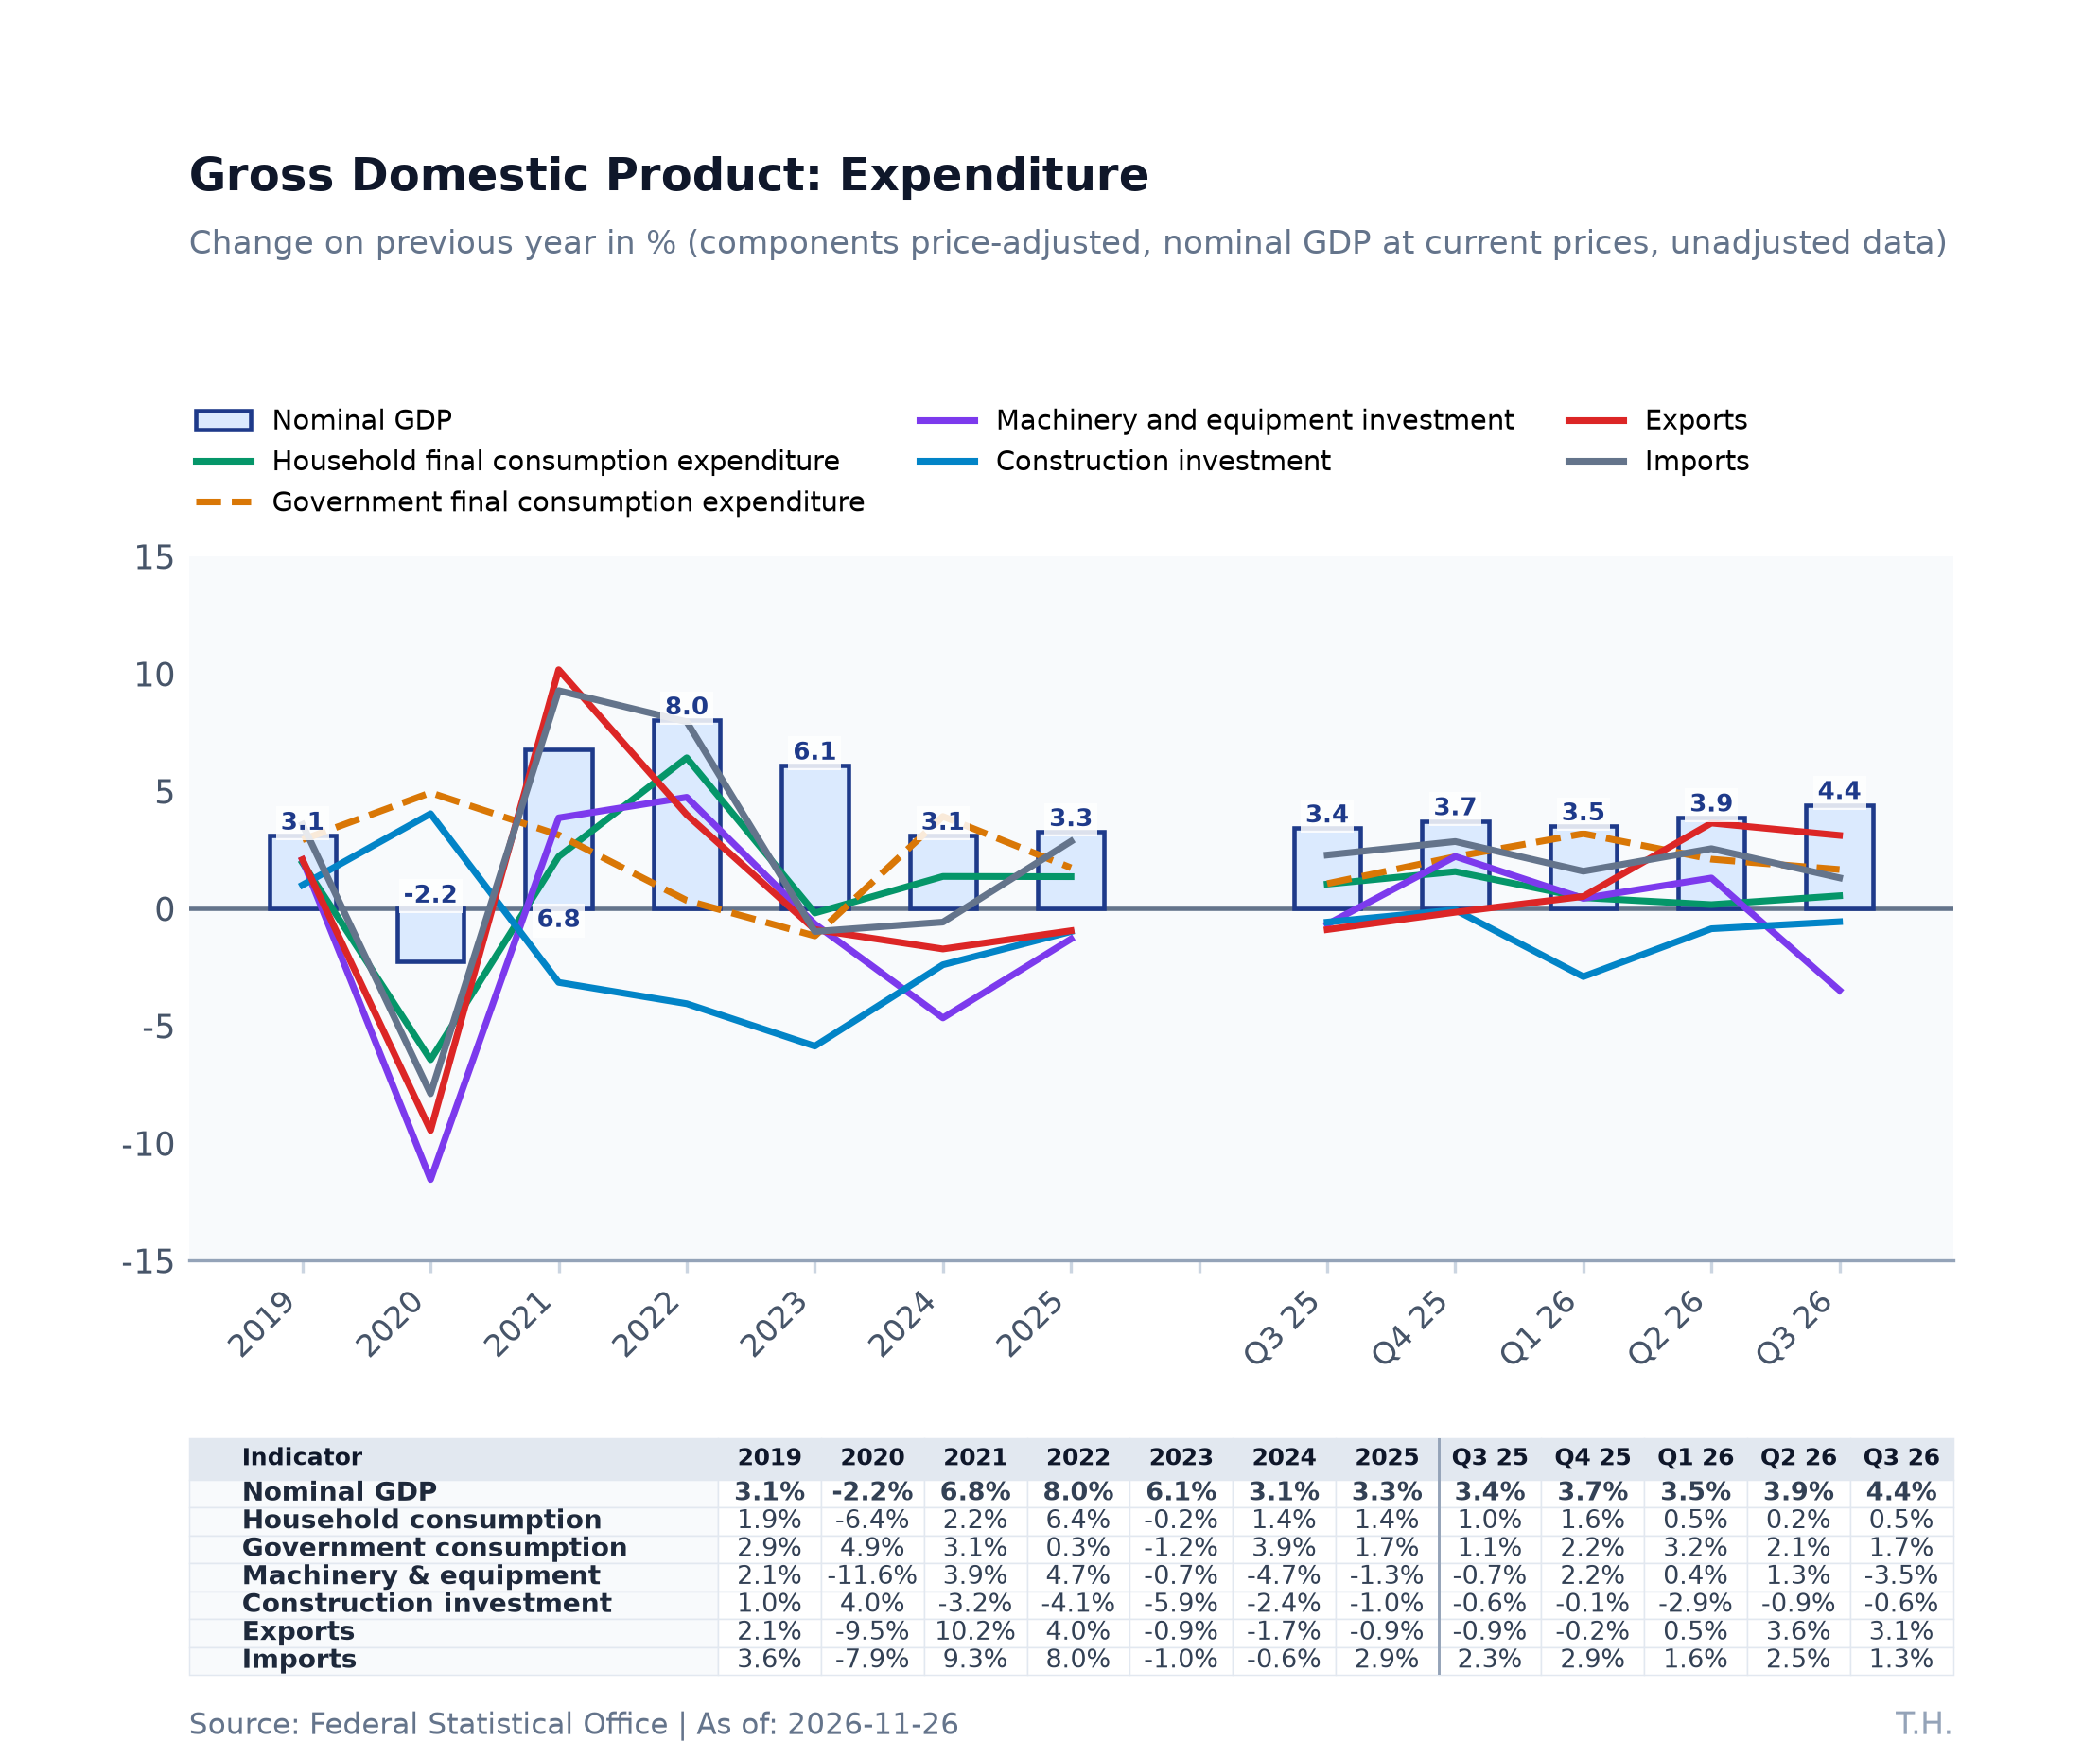 Gross Domestic Product: Expenditure
Change on previous year in % (components price-adjusted, nominal GDP at current prices, unadjusted data)
Nominal GDP Machinery and equipment investment Exports
Household final consumption expenditure Construction investment Imports
Government final consumption expenditure
15
10
5
0
-5
-10
-15
3.1 -2.2 6.8 8.0 6.1 3.1 3.3 3.4 3.7 3.5 3.9 4.4
2019 2020 2021 2022 2023 2024 2025 Q3 25 Q4 25 Q1 26 Q2 26 Q3 26
Indicator 2019 2020 2021 2022 2023 2024 2025 Q3 25 Q4 25 Q1 26 Q2 26 Q3 26
Nominal GDP 3.1% -2.2% 6.8% 8.0% 6.1% 3.1% 3.3% 3.4% 3.7% 3.5% 3.9% 4.4%
Household consumption 1.9% -6.4% 2.2% 6.4% -0.2% 1.4% 1.4% 1.0% 1.6% 0.5% 0.2% 0.5%
Government consumption 2.9% 4.9% 3.1% 0.3% -1.2% 3.9% 1.7% 1.1% 2.2% 3.2% 2.1% 1.7%
Machinery & equipment 2.1% -11.6% 3.9% 4.7% -0.7% -4.7% -1.3% -0.7% 2.2% 0.4% 1.3% -3.5%
Construction investment 1.0% 4.0% -3.2% -4.1% -5.9% -2.4% -1.0% -0.6% -0.1% -2.9% -0.9% -0.6%
Exports 2.1% -9.5% 10.2% 4.0% -0.9% -1.7% -0.9% -0.9% -0.2% 0.5% 3.6% 3.1%
Imports 3.6% -7.9% 9.3% 8.0% -1.0% -0.6% 2.9% 2.3% 2.9% 1.6% 2.5% 1.3%
Source: Federal Statistical Office | As of: 2026-11-26 T.H.